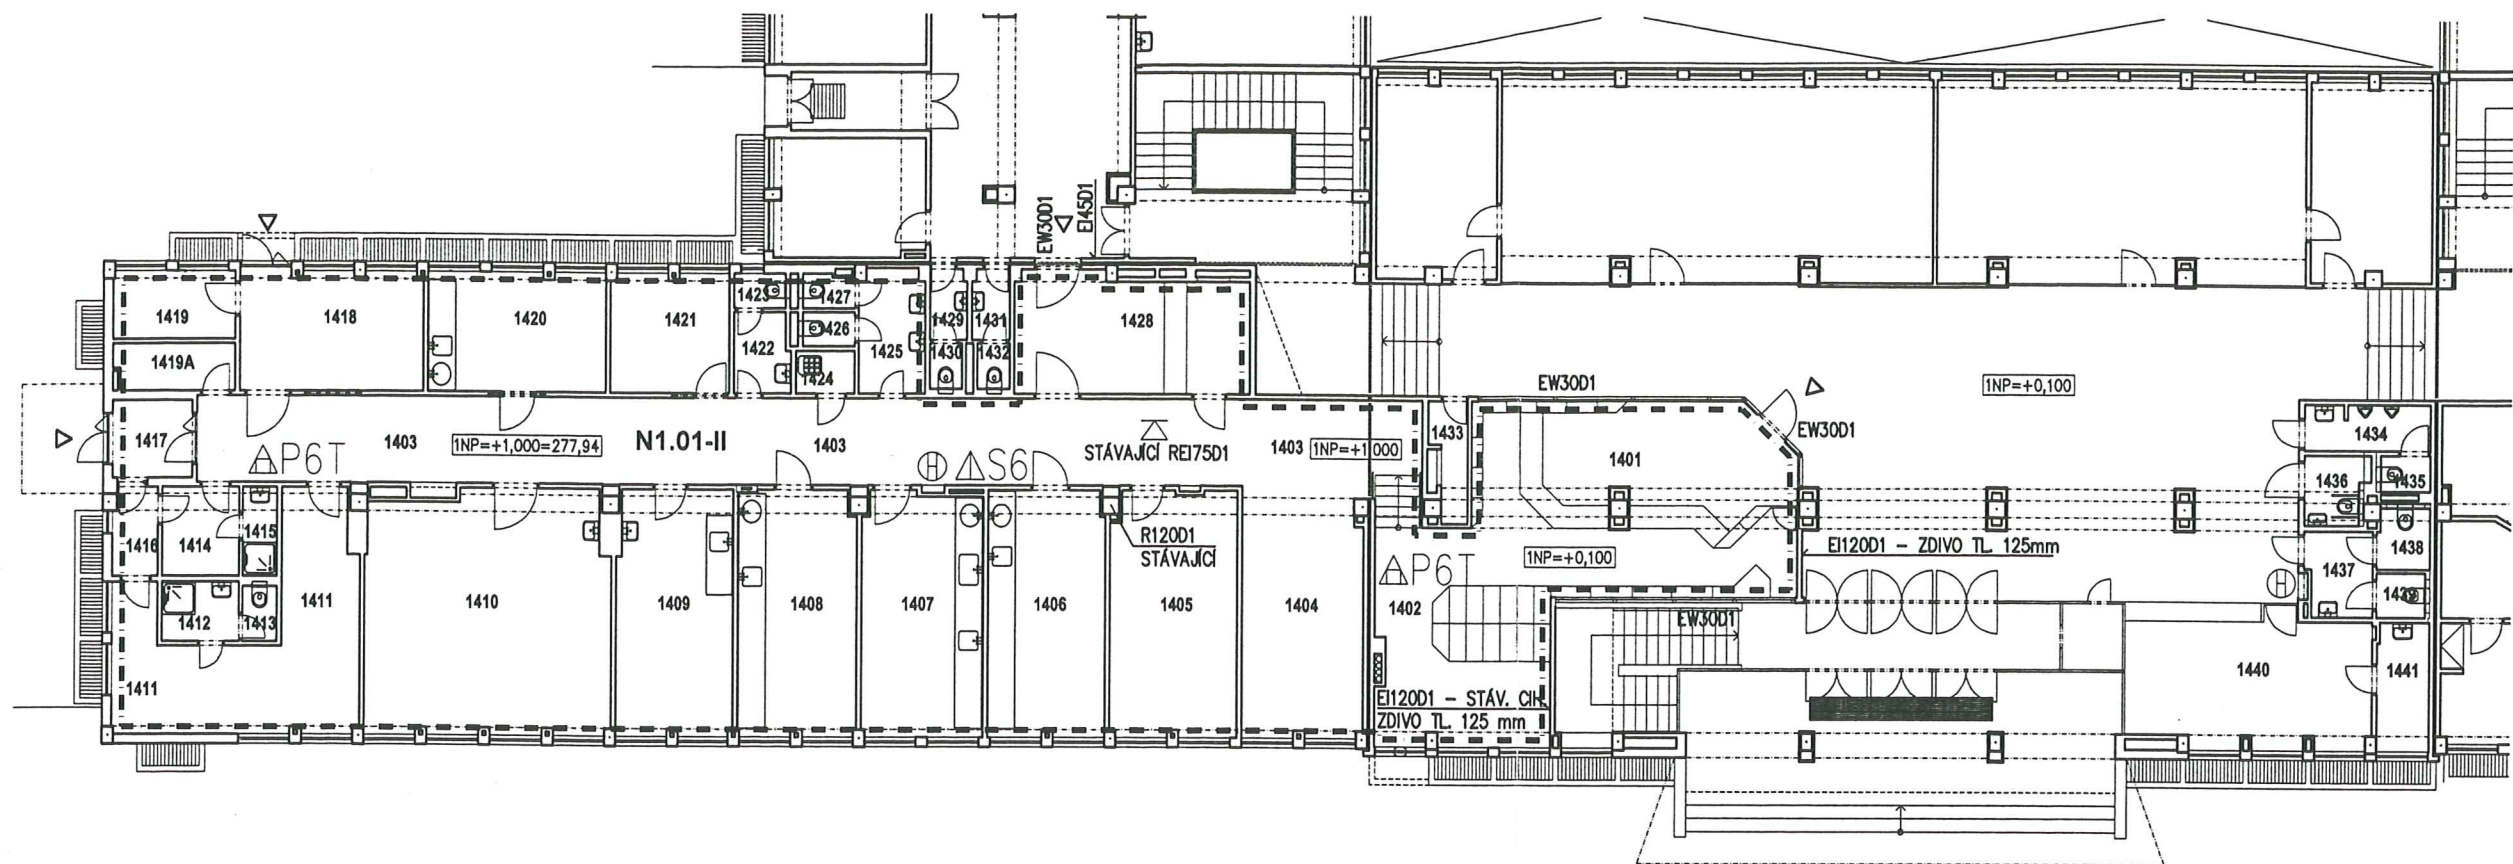 EW30D1
EI45D1
1423
1427
1419
1418
1420
1421
1426
1429
1431
1428
1419A
1422
1425
1430
1432
1424
EW30D1
1NP=+0,100
1417
1403
1NP=+1,000=277,94
N1.01-II
1403
STÁVAJÍCÍ REI75D1
1403
1NP=+1,000
1433
1401
EW30D1
1434
P6T
H
S6
1436
1435
1415
1416
1414
R120D1
STÁVAJÍCÍ
1NP=+0,100
EI120D1 - ZDIVO TL. 125mm
1438
P6T
H
1437
1411
1410
1409
1408
1407
1406
1405
1404
1402
1439
1412
1413
EW30D1
1411
1440
1441
EI120D1 - STÁV. CIH.
ZDIVO TL. 125 mm